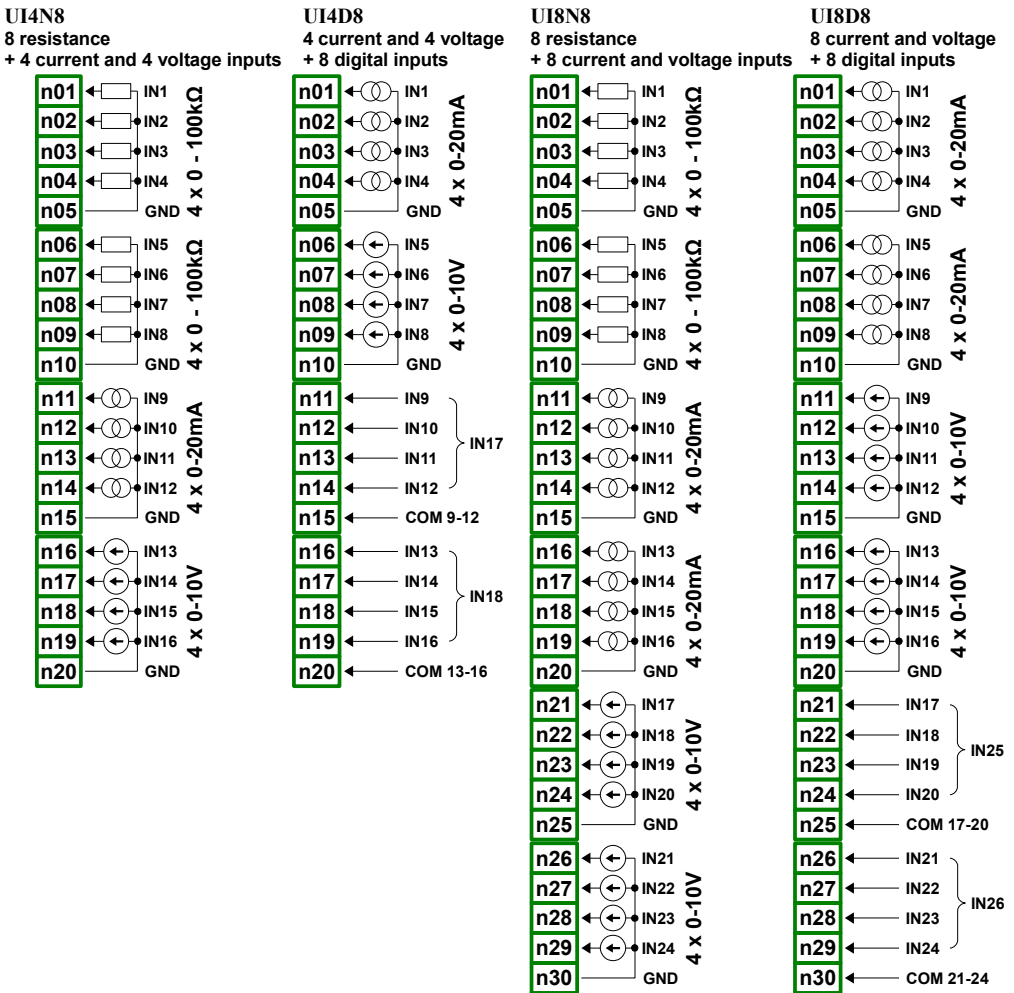 UI4N8
8 resistance
+ 4 current and 4 voltage inputs
n01 IN1
n02 IN2
n03 IN3
n04 IN4
n05 GND
4 x 0 - 100kΩ
n06 IN5
n07 IN6
n08 IN7
n09 IN8
n10 GND
4 x 0 - 100kΩ
n11 IN9
n12 IN10
n13 IN11
n14 IN12
n15 GND
4 x 0-20mA
n16 IN13
n17 IN14
n18 IN15
n19 IN16
n20 GND
4 x 0-10V
UI4D8
4 current and 4 voltage
+ 8 digital inputs
n01 IN1
n02 IN2
n03 IN3
n04 IN4
n05 GND
4 x 0-20mA
n06 IN5
n07 IN6
n08 IN7
n09 IN8
n10 GND
4 x 0-10V
n11 IN9
n12 IN10
n13 IN11
n14 IN12
IN17
n15 COM 9-12
n16 IN13
n17 IN14
n18 IN15
n19 IN16
IN18
n20 COM 13-16
UI8N8
8 resistance
+ 8 current and voltage inputs
n01 IN1
n02 IN2
n03 IN3
n04 IN4
n05 GND
4 x 0 - 100kΩ
n06 IN5
n07 IN6
n08 IN7
n09 IN8
n10 GND
4 x 0 - 100kΩ
n11 IN9
n12 IN10
n13 IN11
n14 IN12
n15 GND
4 x 0-20mA
n16 IN13
n17 IN14
n18 IN15
n19 IN16
n20 GND
4 x 0-20mA
n21 IN17
n22 IN18
n23 IN19
n24 IN20
n25 GND
4 x 0-10V
n26 IN21
n27 IN22
n28 IN23
n29 IN24
n30 GND
4 x 0-10V
UI8D8
8 current and voltage
+ 8 digital inputs
n01 IN1
n02 IN2
n03 IN3
n04 IN4
n05 GND
4 x 0-20mA
n06 IN5
n07 IN6
n08 IN7
n09 IN8
n10 GND
4 x 0-20mA
n11 IN9
n12 IN10
n13 IN11
n14 IN12
n15 GND
4 x 0-10V
n16 IN13
n17 IN14
n18 IN15
n19 IN16
n20 GND
4 x 0-10V
n21 IN17
n22 IN18
n23 IN19
n24 IN20
IN25
n25 COM 17-20
n26 IN21
n27 IN22
n28 IN23
n29 IN24
IN26
n30 COM 21-24